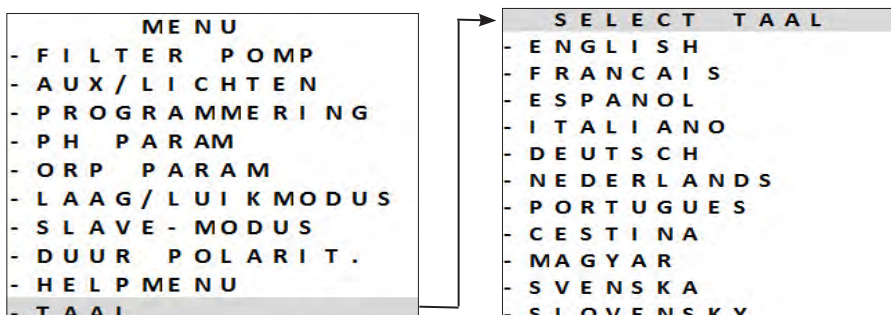 MENU
- FILTER POMP
- AUX/LICHTEN
- PROGRAMMERING
- PH PARAM
- ORP PARAM
- LAAG/LUIKMODUS
- SLAVE-MODUS
- DUUR POLARIT.
- HELPMENU
- TAAL
SELECT TAAL
- ENGLISH
- FRANCAIS
- ESPANOL
- ITALIANO
- DEUTSCH
- NEDERLANDS
- PORTUGUES
- CESTINA
- MAGYAR
- SVENSKA
- SLOVENSKY